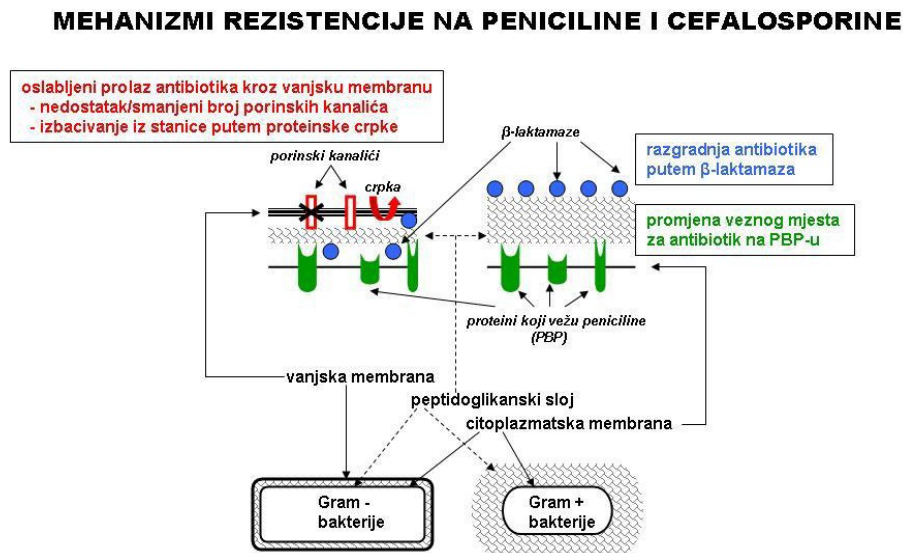 MEHANIZMI REZISTENCIJE NA PENICILINE I CEFALOSPORINE
oslabljeni prolaz antibiotika kroz vanjsku membranu
- nedostatak/smanjeni broj porinskih kanalića
- izbacivanje iz stanice putem proteinske crpke
β-laktamaze
razgradnja antibiotika
putem β-laktamaza
porinski kanalići
crpka
promjena veznog mjesta
za antibiotik na PBP-u
proteini koji vežu peniciline
(PBP)
vanjska membrana
peptidoglikanski sloj
citoplazmatska membrana
Gram -
bakterije
Gram +
bakterije